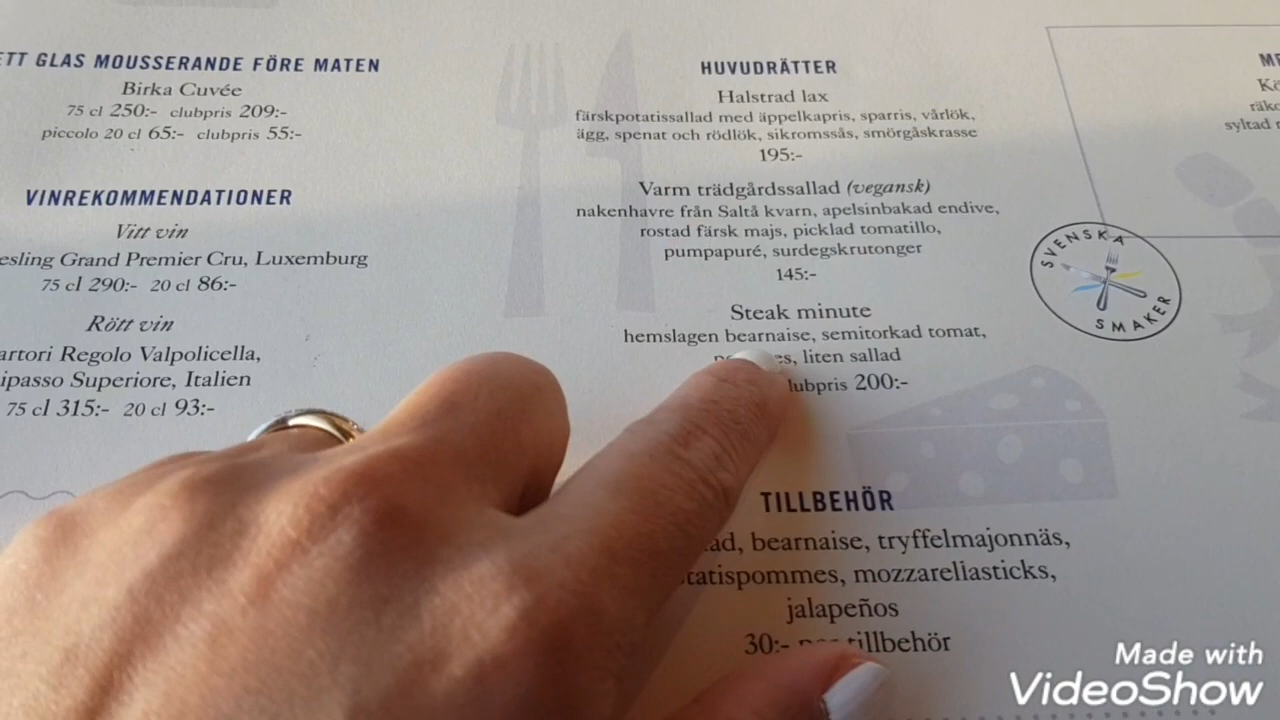 ETT GLAS MOUSSERANDE FÖRE MATEN
Birka Cuvée
75 cl 250:- clubpris 209:-
piccolo 20 cl 65:- clubpris 55:-
VINREKOMMENDATIONER
Vitt vin
esling Grand Premier Cru, Luxemburg
75 cl 290:- 20 cl 86:-
Rött vin
artori Regolo Valpolicella,
ipasso Superiore, Italien
75 cl 315:- 20 cl 93:-
HUVUDRÄTTER
Halstrad lax
färskpotatissallad med äppelkapris, sparris, vårlök,
ägg, spenat och rödlök, sikromssås, smörgåskrasse
195:-
Varm trädgårdssallad (vegansk)
nakenhavre från Saltå kvarn, apelsinbakad endive,
rostad färsk majs, picklad tomatillo,
pumpapuré, surdegskrutonger
145:-
Steak minute
hemslagen bearnaise, semitorkad tomat,
es, liten sallad
lubpris 200:-
TILLBEHÖR
ad, bearnaise, tryffelmajonnäs,
tatispommes, mozzarellasticks,
jalapeños
30:- per tillbehör
SVENSKA
SMAKER
syltad
Made with
VideoShow